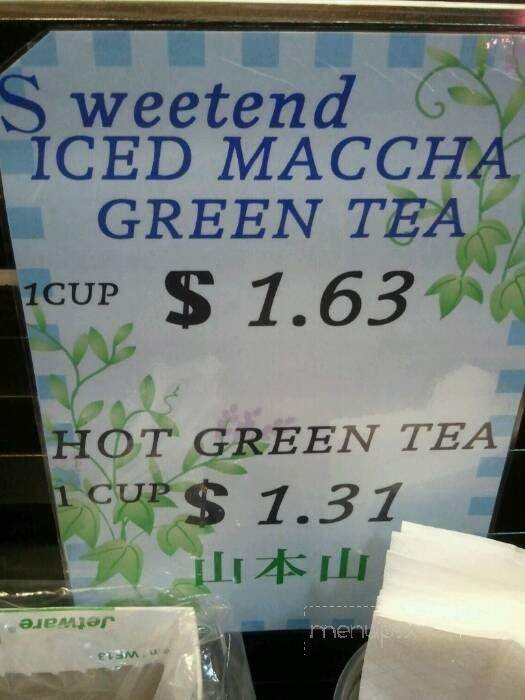 Sweetend
ICED MACCHA
GREEN TEA
1CUP $ 1.63
HOT GREEN TEA
1 CUP $ 1.31
山本山
Jetware
WF13